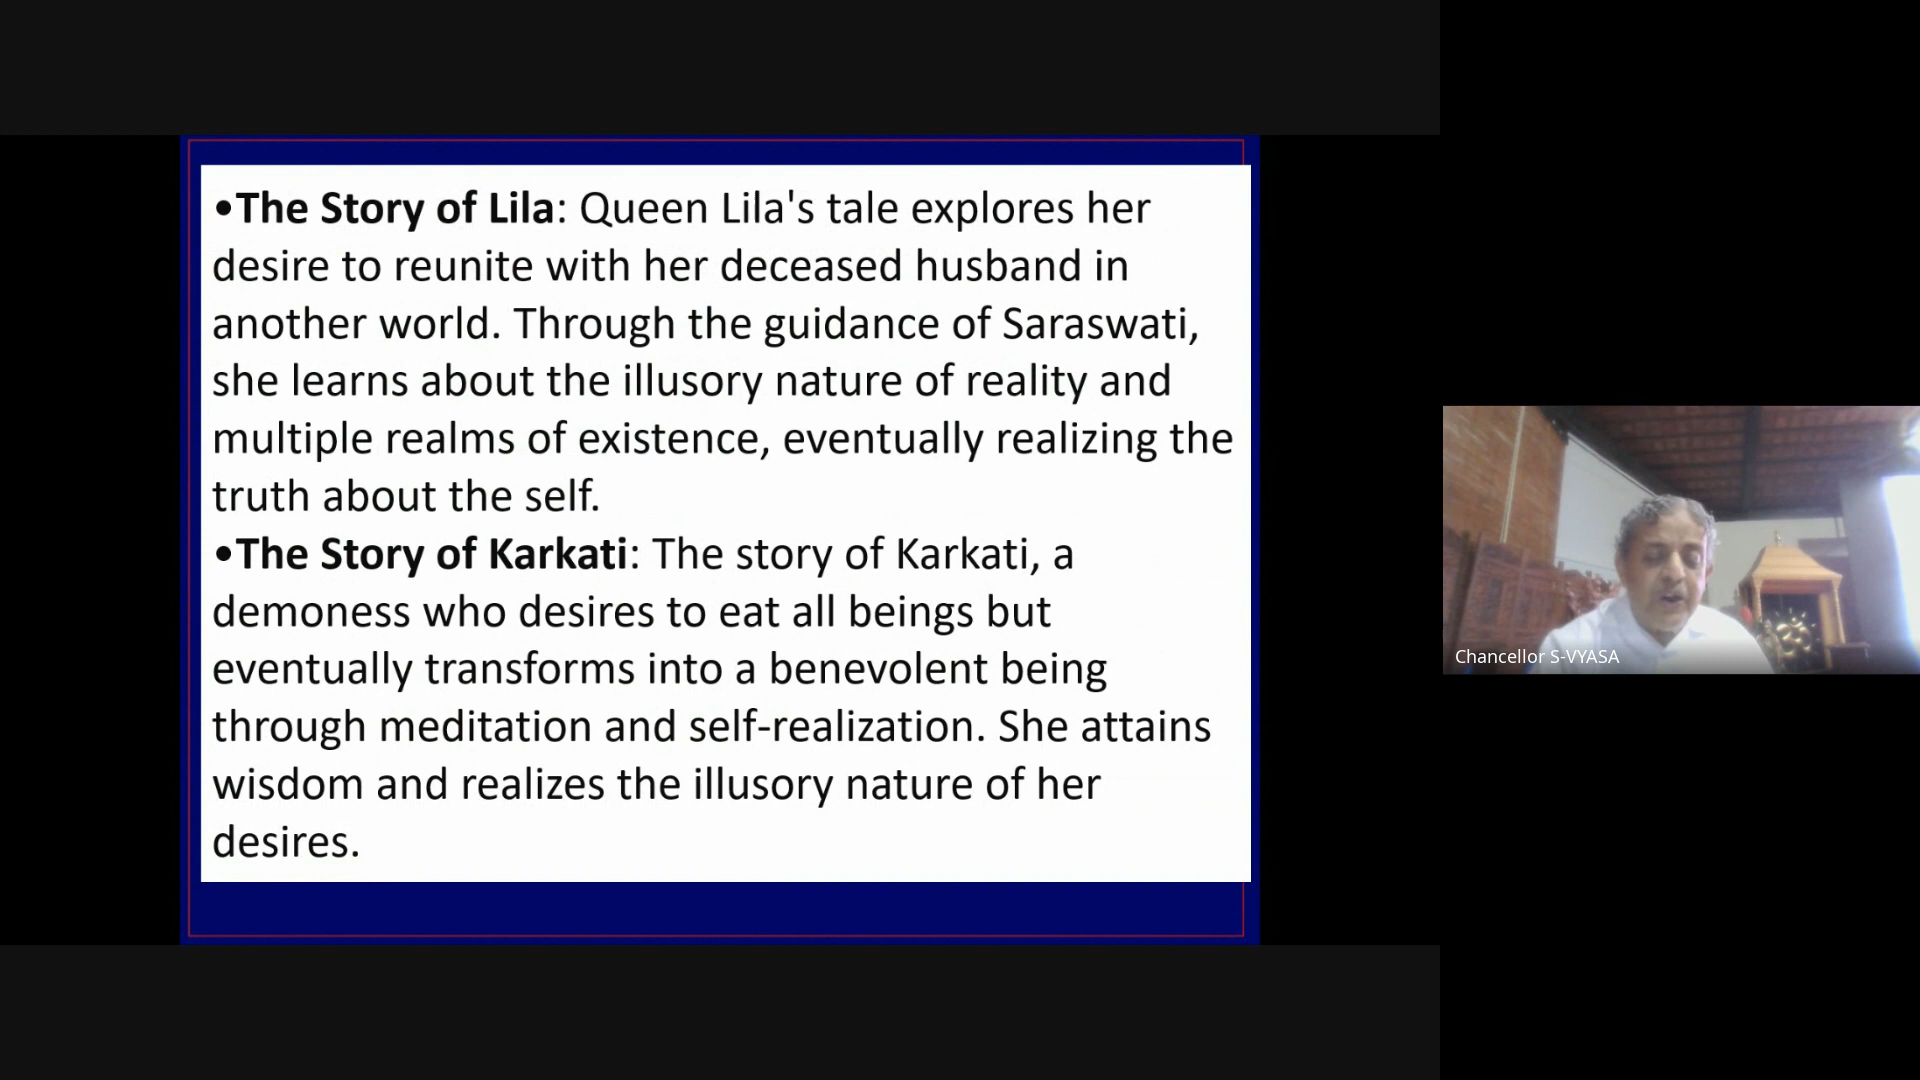 •The Story of Lila: Queen Lila's tale explores her
desire to reunite with her deceased husband in
another world. Through the guidance of Saraswati,
she learns about the illusory nature of reality and
multiple realms of existence, eventually realizing the
truth about the self.
•The Story of Karkati: The story of Karkati, a
demoness who desires to eat all beings but
eventually transforms into a benevolent being
through meditation and self-realization. She attains
wisdom and realizes the illusory nature of her
desires.
Chancellor S-VYASA